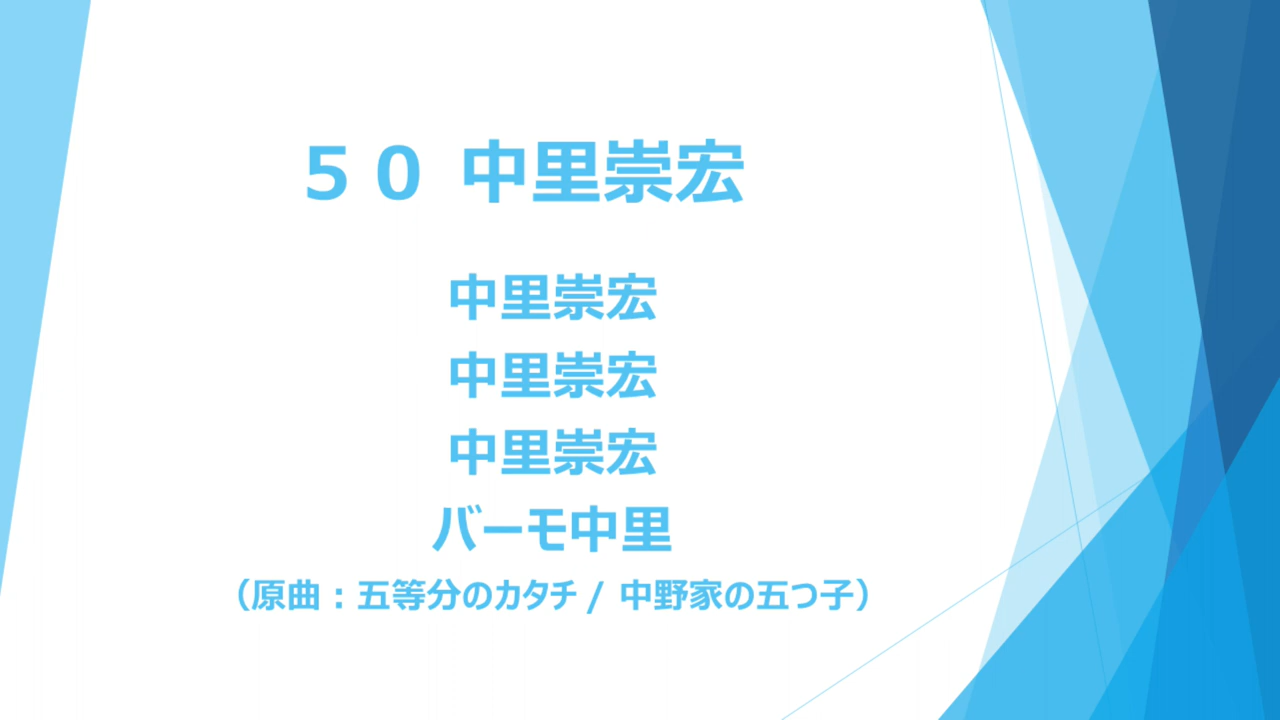 ５０ 中里崇宏
中里崇宏
中里崇宏
中里崇宏
バーモ中里
（原曲：五等分のカタチ / 中野家の五つ子）